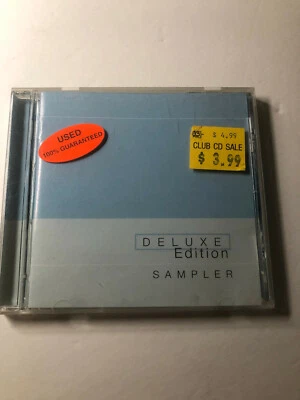 USED
100% GUARANTEED
$ 4.99
CLUB CD SALE
$ 3.99
DELUXE
Edition
SAMPLER